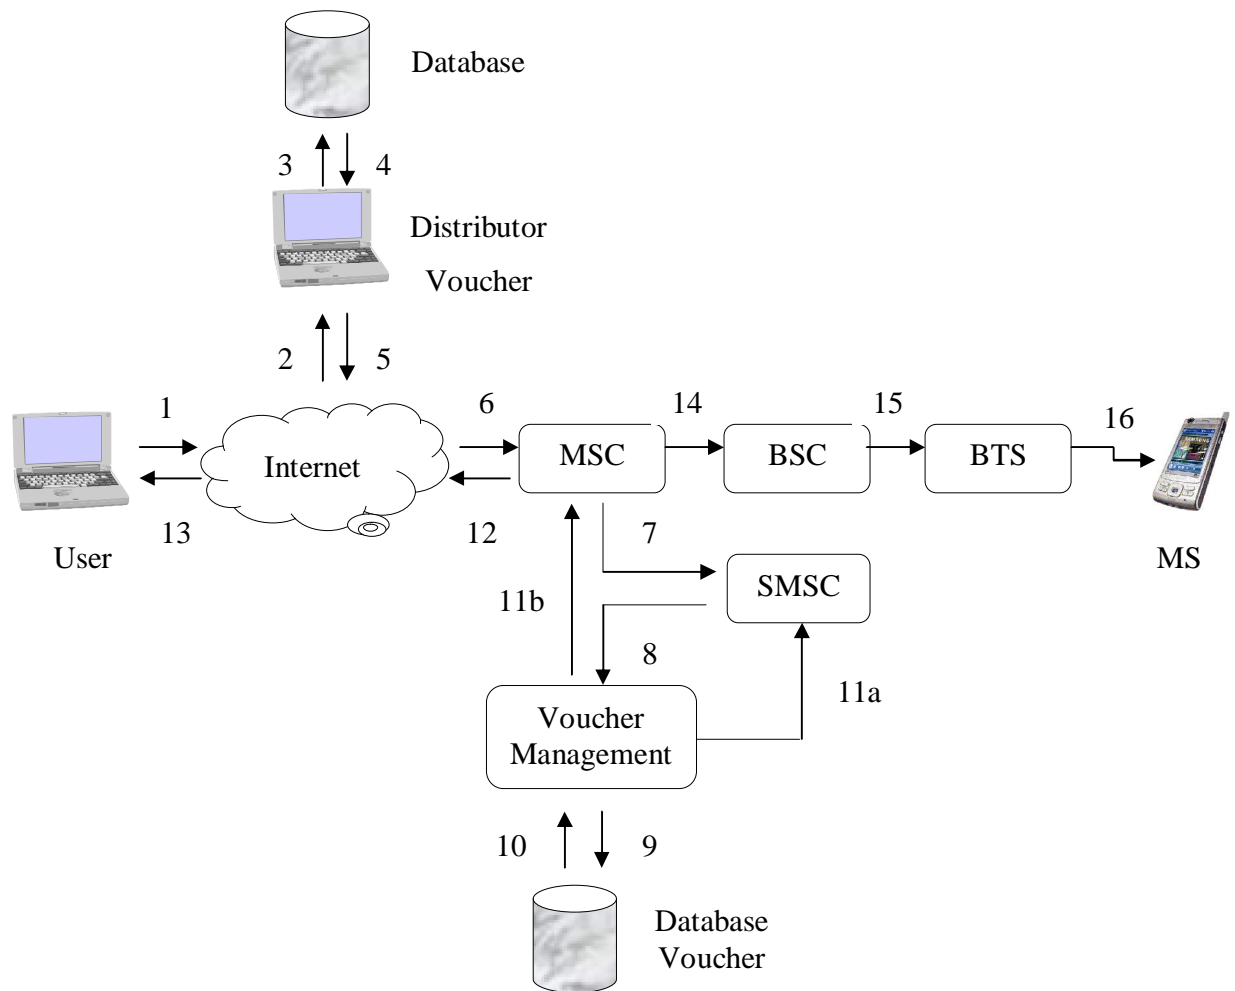 Database
3
4
Distributor
Voucher
2
5
1
6
14
15
16
Internet
MSC
BSC
BTS
13
12
7
User
MS
SMSC
11b
8
11a
Voucher
Management
10
9
Database
Voucher